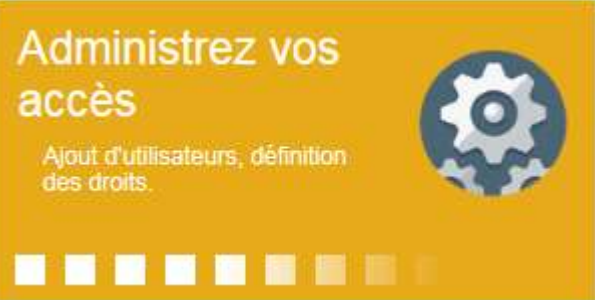 Administrez vos
accès
Ajout d'utilisateurs, définition
des droits.